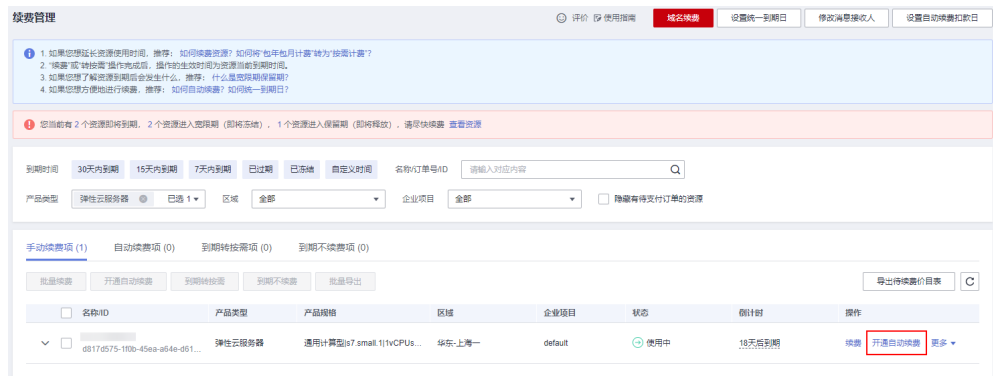 续费管理 评价 使用指南 域名续费 设置统一到期日 修改消息接收人 设置自动续费扣款日
1. 如果您想延长资源使用时间，推荐： 如何续费资源？如何将“包年包月计费”转为“按需计费”？
2. “续费”或“转按需”操作完成后，操作的生效时间为资源当前到期时间。
3. 如果您想了解资源到期后会发生什么，推荐： 什么是宽限期保留期？
4. 如果您想方便地进行续费，推荐： 如何自动续费？如何统一到期日？
您当前有 2 个资源即将到期， 2 个资源进入宽限期（即将冻结）， 1 个资源进入保留期（即将释放），请尽快续费 查看资源
到期时间 30天内到期 15天内到期 7天内到期 已过期 已冻结 自定义时间 名称/订单号/ID 请输入对应内容
产品类型 弹性云服务器 已选 1 区域 全部 企业项目 全部 隐藏有待支付订单的资源
手动续费项 (1) 自动续费项 (0) 到期转按需项 (0) 到期不续费项 (0)
批量续费 开通自动续费 到期转按需 到期不续费 批量导出 导出待续费价目表
名称/ID 产品类型 产品规格 区域 企业项目 状态 倒计时 操作
弹性云服务器 通用计算型|s7.small.1|1vCPUs... 华东-上海一 default 使用中 18天后到期 续费 开通自动续费 更多
d817d575-1f0b-45ea-a64e-d61...